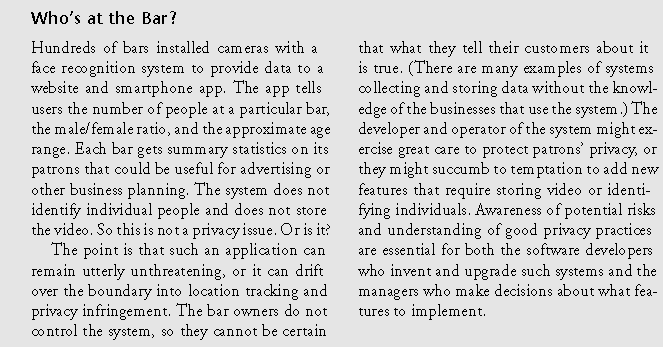 Who's at the Bar?
Hundreds of bars installed cameras with a
face recognition system to provide data to a
website and smartphone app. The app tells
users the number of people at a particular bar,
the male/female ratio, and the approximate age
range. Each bar gets summary statistics on its
patrons that could be useful for advertising or
other business planning. The system does not
identify individual people and does not store
the video. So this is not a privacy issue. Or is it?
The point is that such an application can
remain utterly unthreatening, or it can drift
over the boundary into location tracking and
privacy infringement. The bar owners do not
control the system, so they cannot be certain
that what they tell their customers about it
is true. (There are many examples of systems
collecting and storing data without the knowl-
edge of the businesses that use the system.) The
developer and operator of the system might ex-
ercise great care to protect patrons' privacy, or
they might succumb to temptation to add new
features that require storing video or identi-
fying individuals. Awareness of potential risks
and understanding of good privacy practices
are essential for both the software developers
who invent and upgrade such systems and the
managers who make decisions about what fea-
tures to implement.